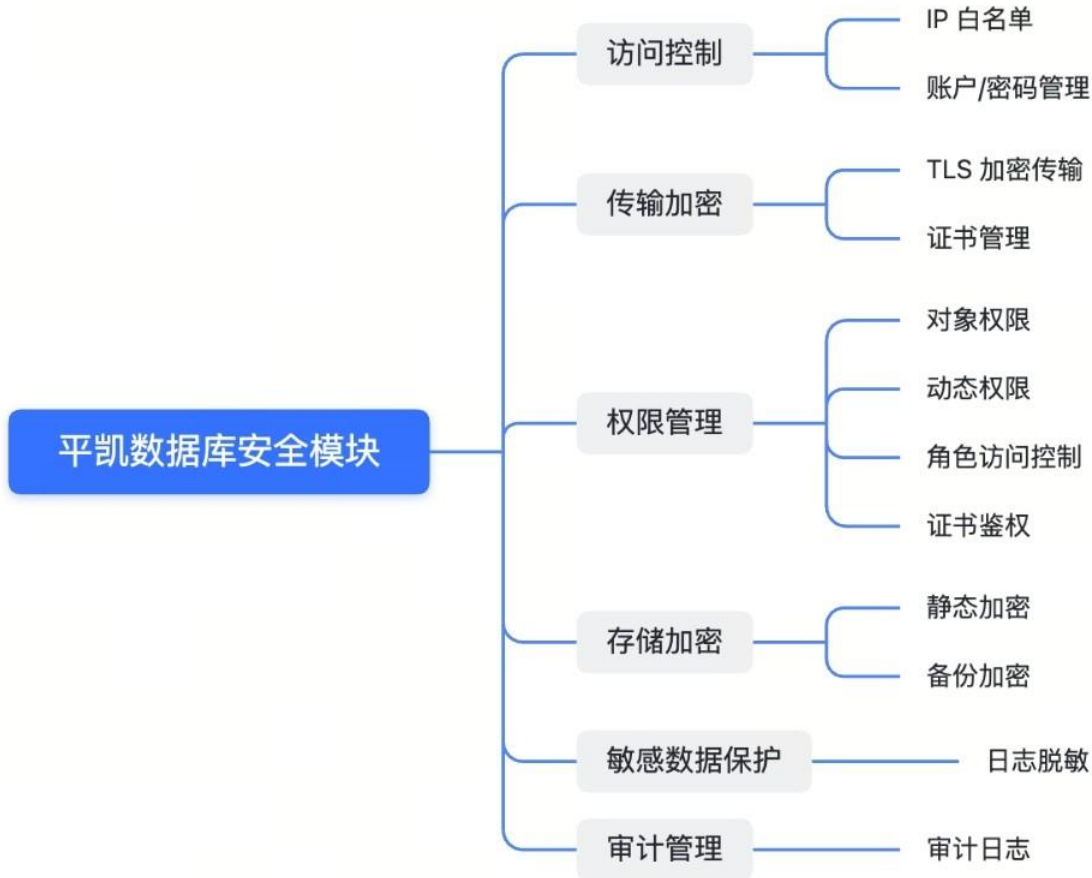 平凯数据库安全模块
访问控制
IP 白名单
账户/密码管理
传输加密
TLS 加密传输
证书管理
权限管理
对象权限
动态权限
角色访问控制
证书鉴权
存储加密
静态加密
备份加密
敏感数据保护
日志脱敏
审计管理
审计日志